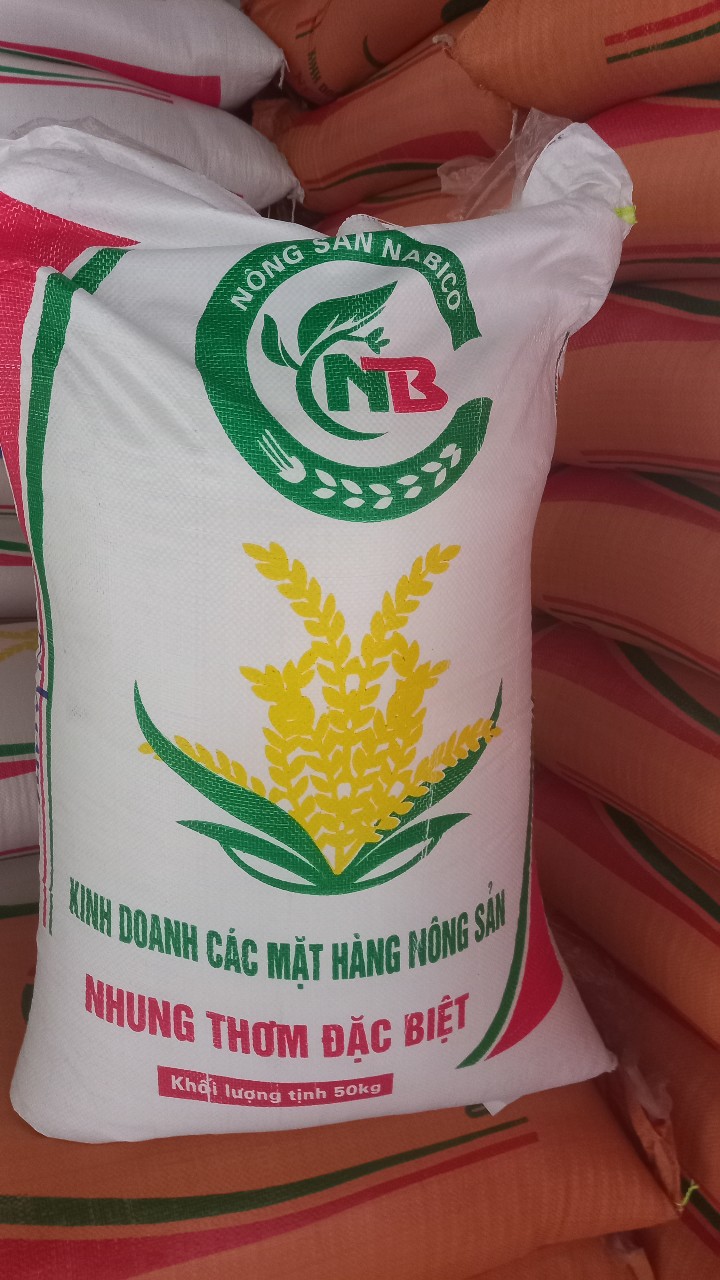 NÔNG SẢN NABICO
NB
KINH DOANH CÁC MẶT HÀNG NÔNG SẢN
NHUNG THƠM ĐẶC BIỆT
Khối lượng tịnh 50kg